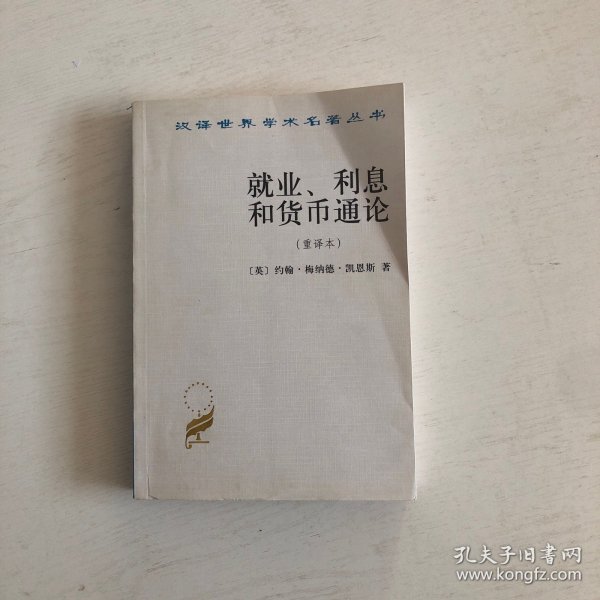 汉译世界学术名著丛书
就业、利息
和货币通论
(重译本)
〔英〕约翰·梅纳德·凯恩斯 著
孔夫子旧书网
www.kongfz.com